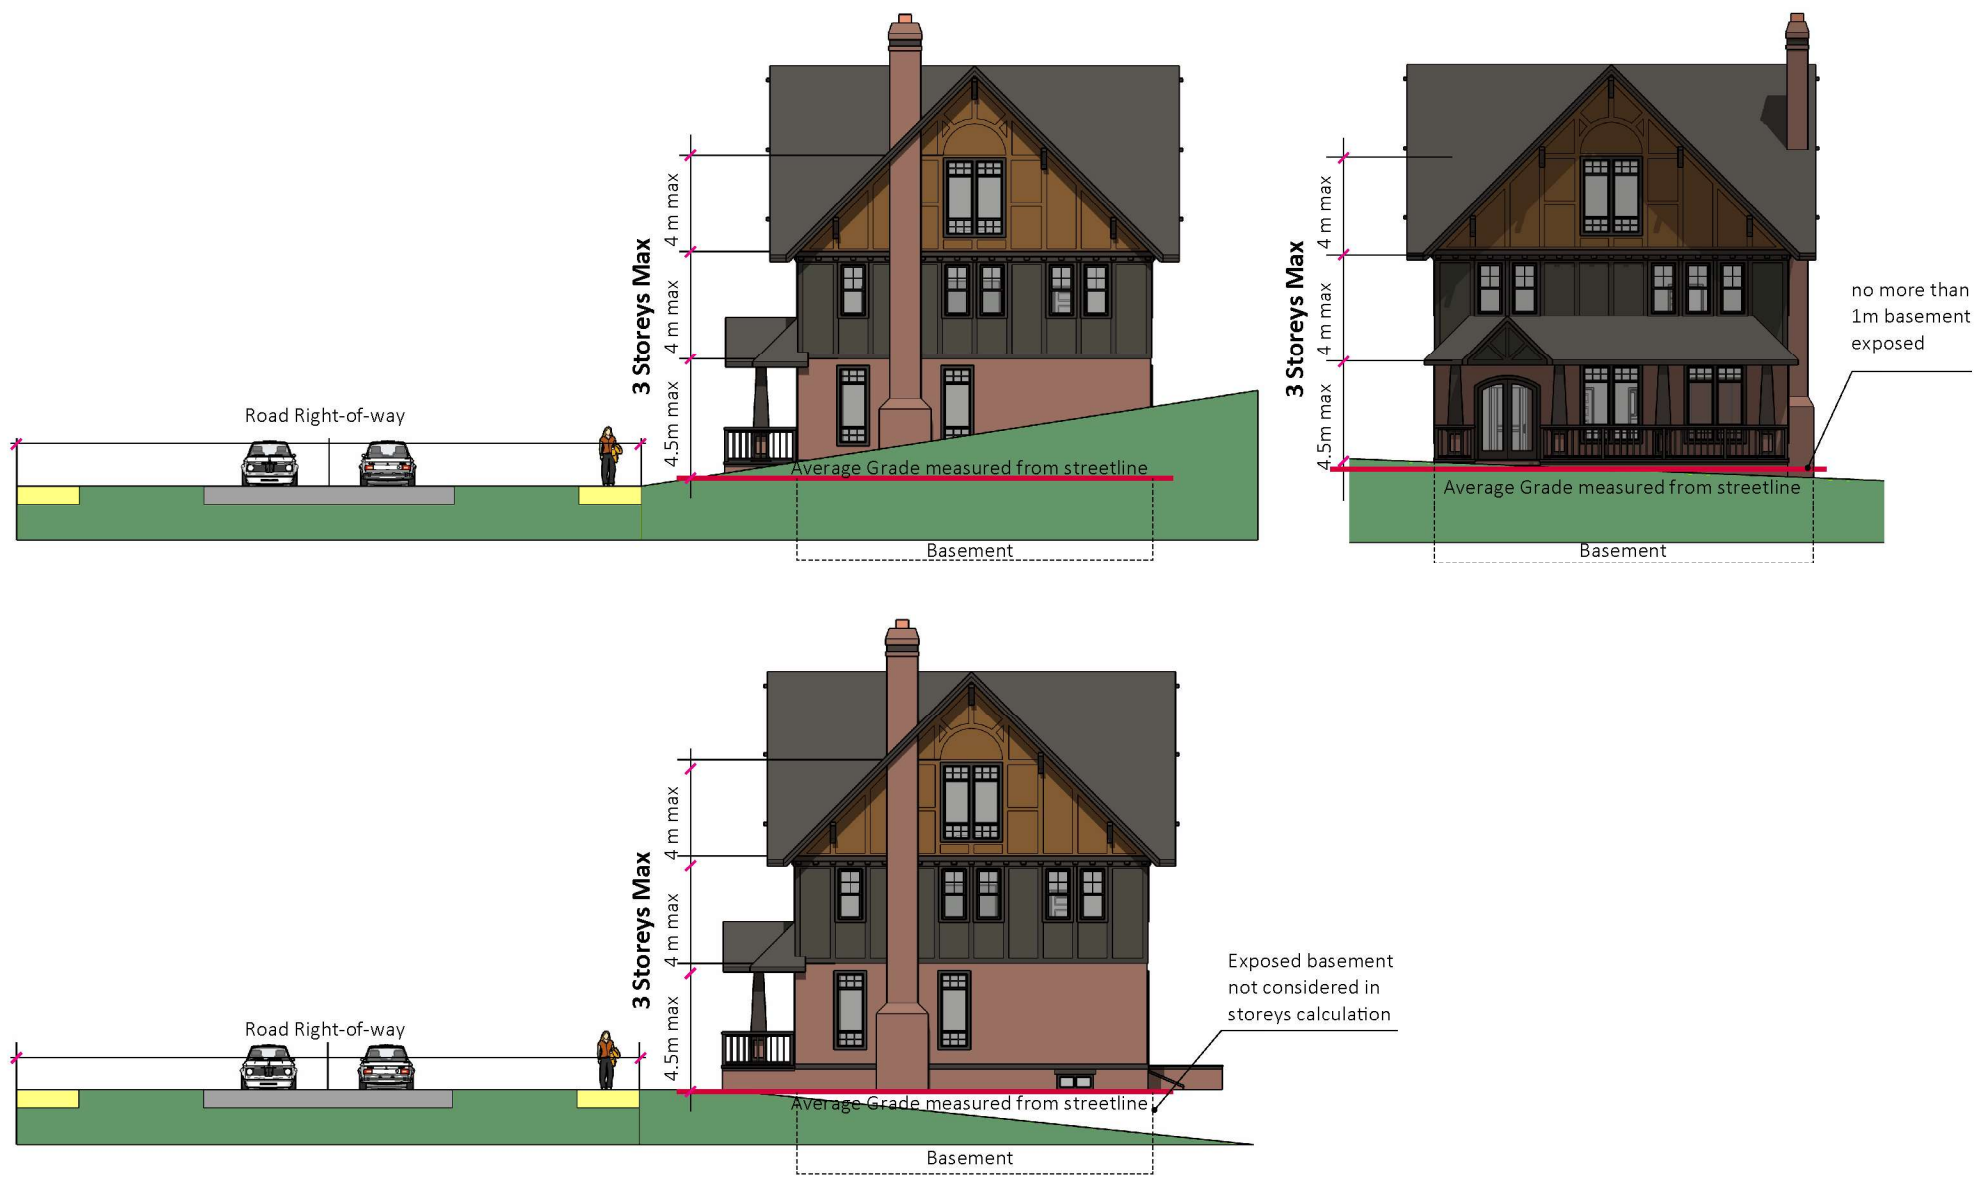 Road Right-of-way
3 Storeys Max
4 m max
4 m max
4.5m max
Average Grade measured from streetline
Basement
3 Storeys Max
4 m max
4 m max
4.5m max
no more than
1m basement
exposed
Average Grade measured from streetline
Basement
Road Right-of-way
3 Storeys Max
4 m max
4 m max
4.5m max
Exposed basement
not considered in
storeys calculation
Average Grade measured from streetline
Basement